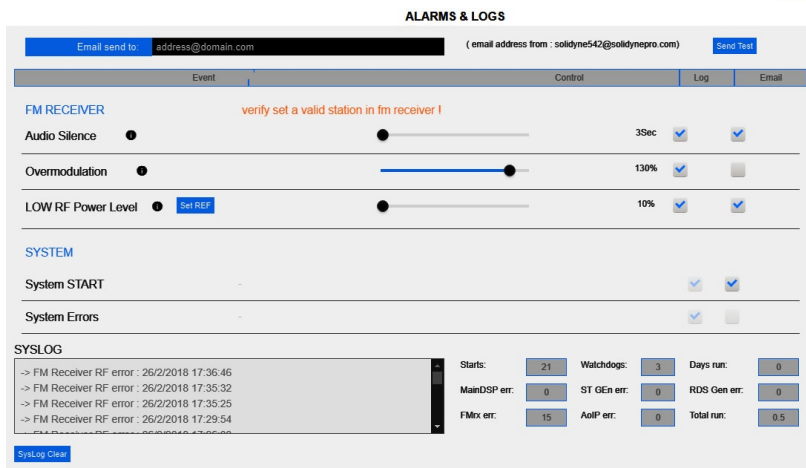 ALARMS & LOGS
Email send to: address@domain.com ( email address from : solidyne542@solidynepro.com) Send Test
Event Control Log Email
FM RECEIVER verify set a valid station in fm receiver !
Audio Silence 3Sec
Overmodulation 130%
LOW RF Power Level Set REF 10%
SYSTEM
System START -
System Errors -
SYSLOG
-> FM Receiver RF error : 26/2/2018 17:36:46
-> FM Receiver RF error : 26/2/2018 17:35:32
-> FM Receiver RF error : 26/2/2018 17:35:25
-> FM Receiver RF error : 26/2/2018 17:29:54
Starts: 21 Watchdogs: 3 Days run: 0
MainDSP err: 0 ST GEn err: 0 RDS Gen err: 0
FMrx err: 15 AoIP err: 0 Total run: 0.5
SysLog Clear